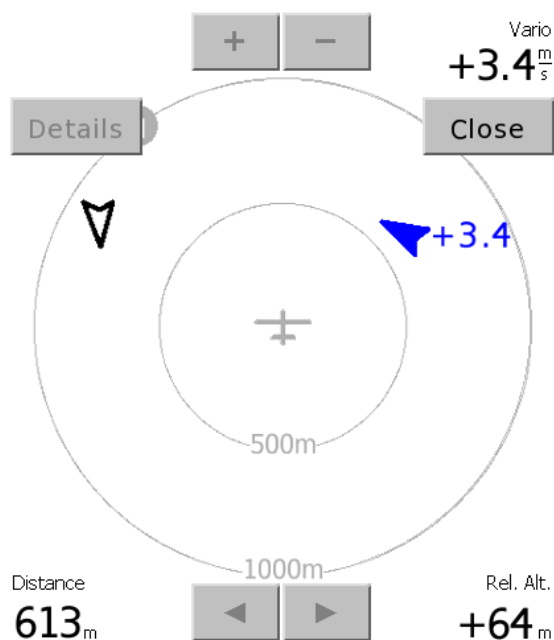 + −
Vario
+3.4 m/s
Details
Close
+3.4
500m
1000m
Distance
613m
Rel. Alt.
+64m